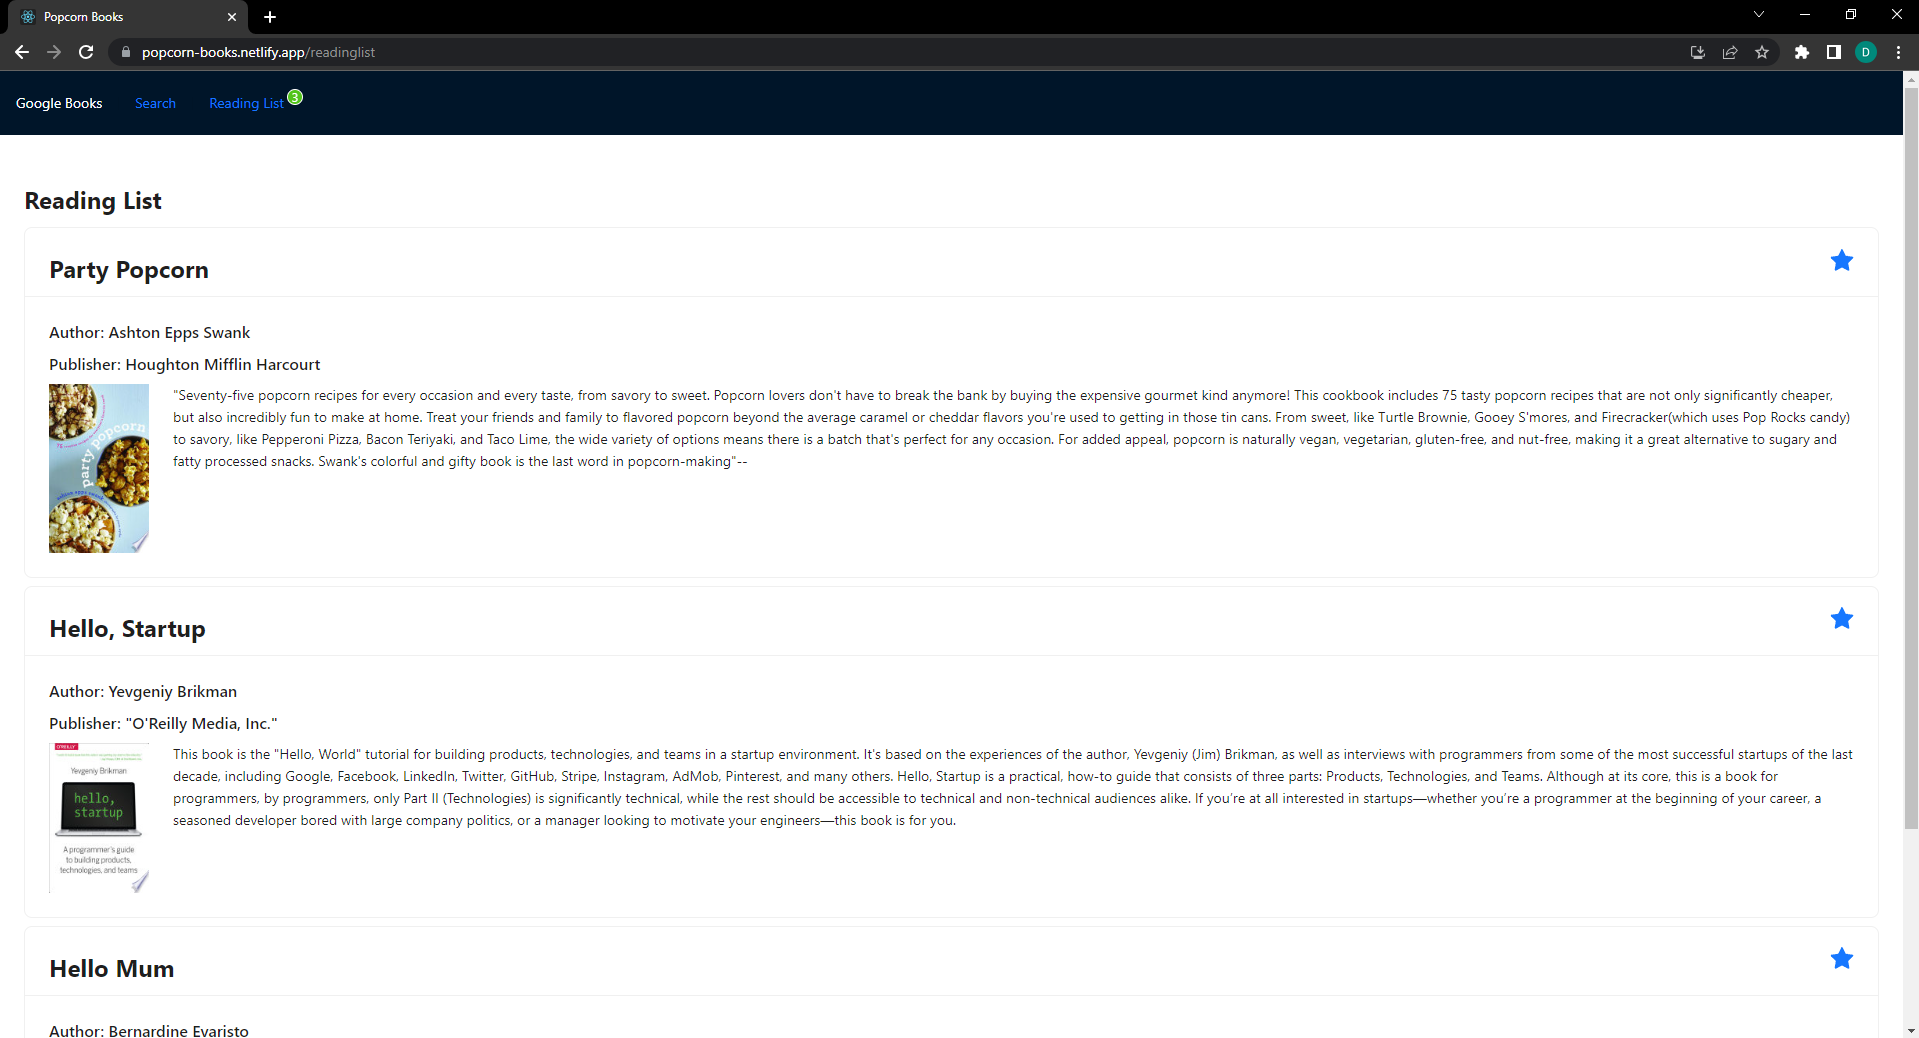 Popcorn Books
popcorn-books.netlify.app/readinglist
D
Google Books
Search
Reading List
3
Reading List
Party Popcorn
Author: Ashton Epps Swank
Publisher: Houghton Mifflin Harcourt
party popcorn
ashton epps swank
"Seventy-five popcorn recipes for every occasion and every taste, from savory to sweet. Popcorn lovers don't have to break the bank by buying the expensive gourmet kind anymore! This cookbook includes 75 tasty popcorn recipes that are not only significantly cheaper,
but also incredibly fun to make at home. Treat your friends and family to flavored popcorn beyond the average caramel or cheddar flavors you're used to getting in those tin cans. From sweet, like Turtle Brownie, Gooey S'mores, and Firecracker(which uses Pop Rocks candy)
to savory, like Pepperoni Pizza, Bacon Teriyaki, and Taco Lime, the wide variety of options means there is a batch that's perfect for any occasion. For added appeal, popcorn is naturally vegan, vegetarian, gluten-free, and nut-free, making it a great alternative to sugary and
fatty processed snacks. Swank's colorful and gifty book is the last word in popcorn-making"--
Hello, Startup
Author: Yevgeniy Brikman
Publisher: "O'Reilly Media, Inc."
O'REILLY
Yevgeniy Brikman
hello,
startup
A programmer's guide
to building products,
technologies, and teams
This book is the "Hello, World" tutorial for building products, technologies, and teams in a startup environment. It's based on the experiences of the author, Yevgeniy (Jim) Brikman, as well as interviews with programmers from some of the most successful startups of the last
decade, including Google, Facebook, LinkedIn, Twitter, GitHub, Stripe, Instagram, AdMob, Pinterest, and many others. Hello, Startup is a practical, how-to guide that consists of three parts: Products, Technologies, and Teams. Although at its core, this is a book for
programmers, by programmers, only Part II (Technologies) is significantly technical, while the rest should be accessible to technical and non-technical audiences alike. If you're at all interested in startups—whether you're a programmer at the beginning of your career, a
seasoned developer bored with large company politics, or a manager looking to motivate your engineers—this book is for you.
Hello Mum
Author: Bernardine Evaristo